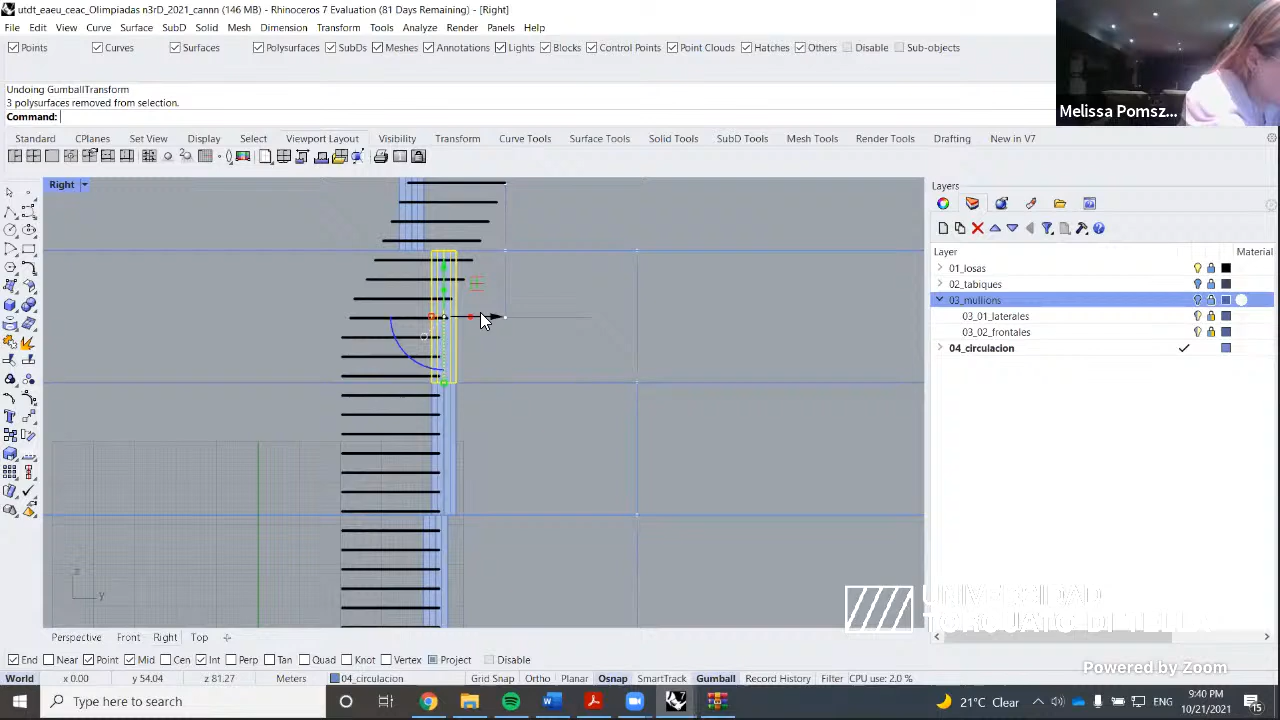 utdt_eaeu_ceac_Olimpiadas n3rD_2021_cannn (146 MB) - Rhinoceros 7 Evaluation (81 Days Remaining) - [Right]
File Edit View Curve Surface SubD Solid Mesh Dimension Transform Tools Analyze Render Panels Help
Points Curves Surfaces Polysurfaces SubDs Meshes Annotations Lights Blocks Control Points Point Clouds Hatches Others Disable Sub-objects
Undoing GumballTransform
3 polysurfaces removed from selection.
Command:
Melissa Pomsz...
Standard CPlanes Set View Display Select Viewport Layout Visibility Transform Curve Tools Surface Tools Solid Tools SubD Tools Mesh Tools Render Tools Drafting New in V7
Right
Layers
Layer Material
01_losas
02_tabiques
03_mullions
03_01_laterales
03_02_frontales
04_circulacion
z
y
UNIVERSIDAD
TORCUATO DI TELLA
Perspective Front Right Top
End Near Point Mid Cen Int Perp Tan Quad Knot Vertex Project Disable
Powered by Zoom
World x 0.00 y 54.04 z 81.27 Meters 04_circulacion Grid Snap Ortho Planar Osnap SmartTrack Gumball Record History Filter CPU use: 2.0 %
Type here to search
21°C Clear
ENG
9:40 PM
10/21/2021
15